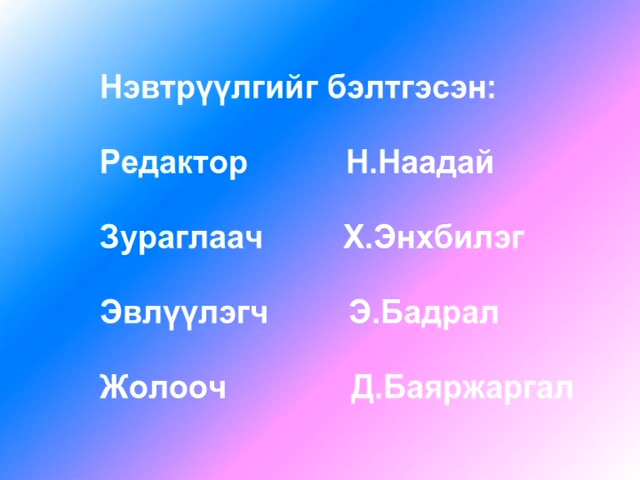 Нэвтрүүлгийг бэлтгэсэн:
Редактор Н.Наадай
Зураглаач Х.Энхбилэг
Эвлүүлэгч Э.Бадрал
Жолооч Д.Баяржаргал